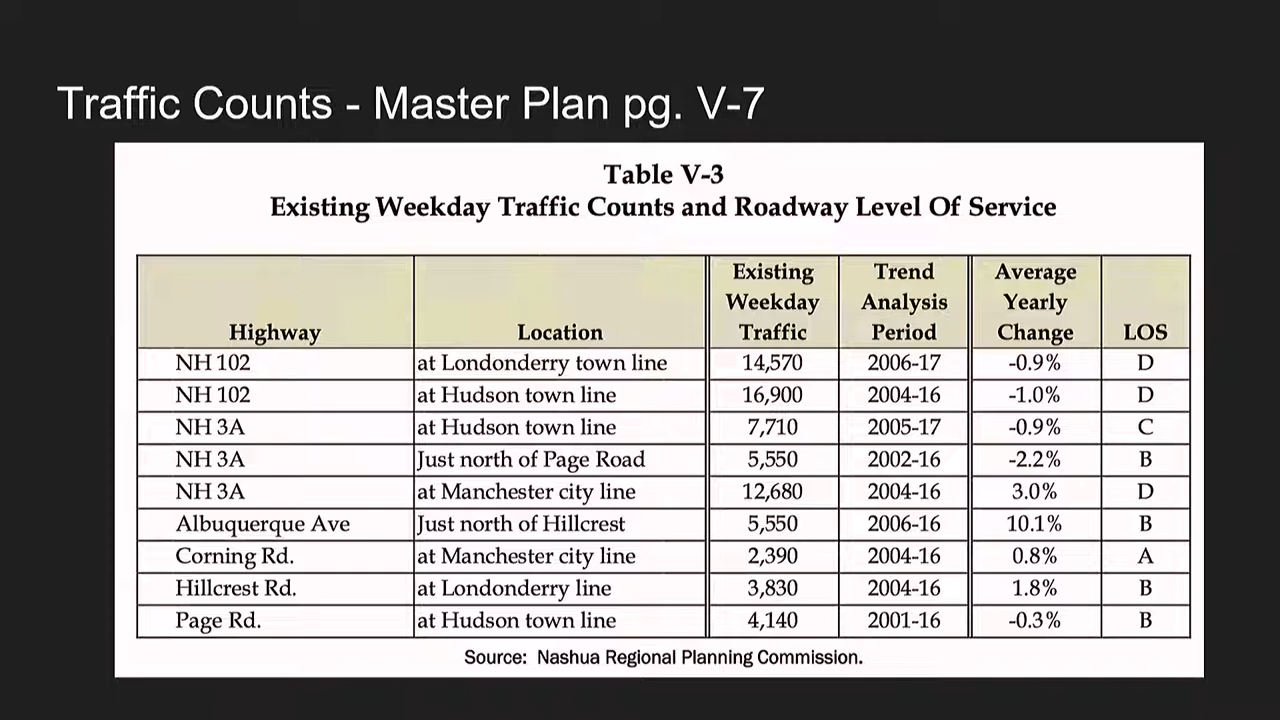 Traffic Counts - Master Plan pg. V-7
Table V-3
Existing Weekday Traffic Counts and Roadway Level Of Service
Highway Location Existing Weekday Traffic Trend Analysis Period Average Yearly Change LOS
NH 102 at Londonderry town line 14,570 2006-17 -0.9% D
NH 102 at Hudson town line 16,900 2004-16 -1.0% D
NH 3A at Hudson town line 7,710 2005-17 -0.9% C
NH 3A Just north of Page Road 5,550 2002-16 -2.2% B
NH 3A at Manchester city line 12,680 2004-16 3.0% D
Albuquerque Ave Just north of Hillcrest 5,550 2006-16 10.1% B
Corning Rd. at Manchester city line 2,390 2004-16 0.8% A
Hillcrest Rd. at Londonderry line 3,830 2004-16 1.8% B
Page Rd. at Hudson town line 4,140 2001-16 -0.3% B
Source: Nashua Regional Planning Commission.